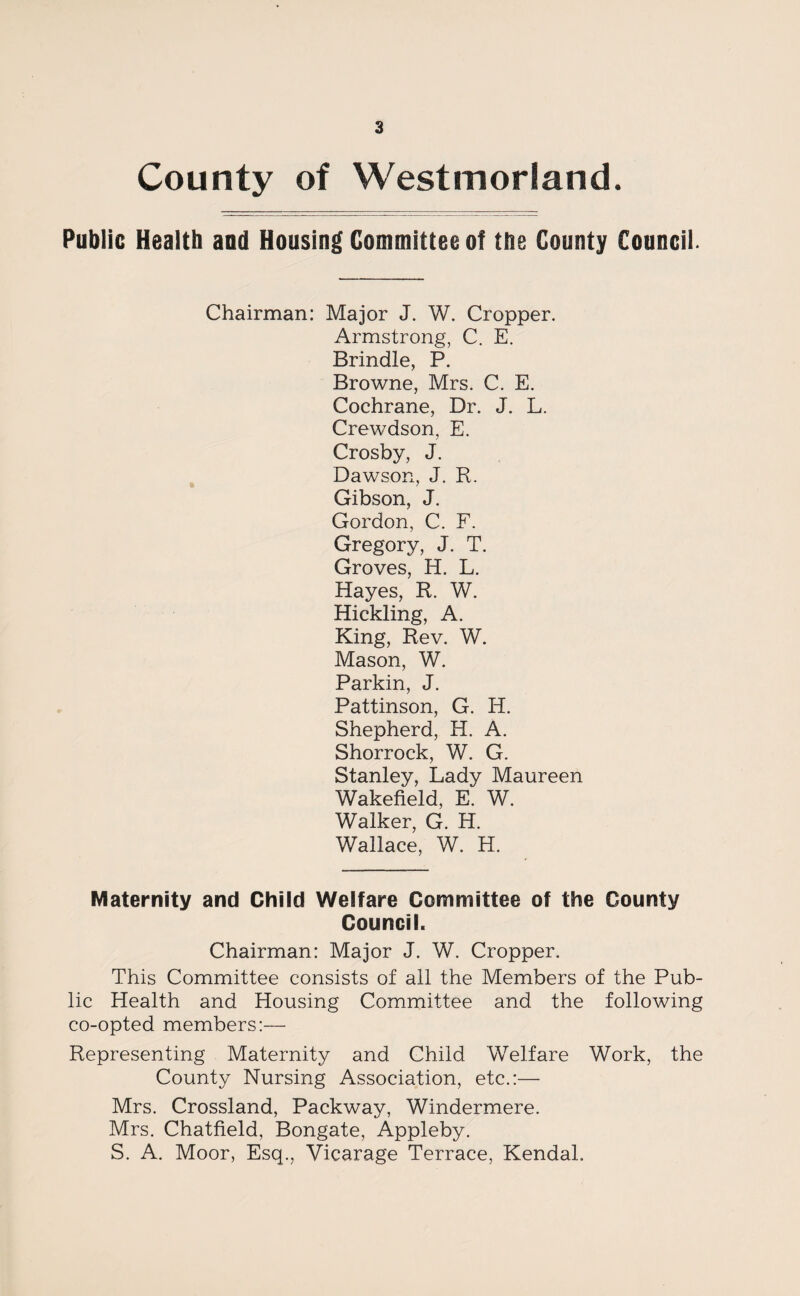 3
County of Westmorland.
Public Health and Housing Committee of the County Council.
Chairman: Major J. W. Cropper.
Armstrong, C. E.
Brindle, P.
Browne, Mrs. C. E.
Cochrane, Dr. J. L.
Crewdson, E.
Crosby, J.
Dawson, J. R.
Gibson, J.
Gordon, C. F.
Gregory, J. T.
Groves, H. L.
Hayes, R. W.
Hickling, A.
King, Rev. W.
Mason, W.
Parkin, J.
Pattinson, G. H.
Shepherd, H. A.
Shorrock, W. G.
Stanley, Lady Maureen
Wakefield, E. W.
Walker, G. H.
Wallace, W. H.
Maternity and Child Welfare Committee of the County
Council.
Chairman: Major J. W. Cropper.
This Committee consists of all the Members of the Pub-
lic Health and Housing Committee and the following
co-opted members:—
Representing Maternity and Child Welfare Work, the
County Nursing Association, etc.:—
Mrs. Crossland, Packway, Windermere.
Mrs. Chatfield, Bongate, Appleby.
S. A. Moor, Esq., Vicarage Terrace, Kendal.